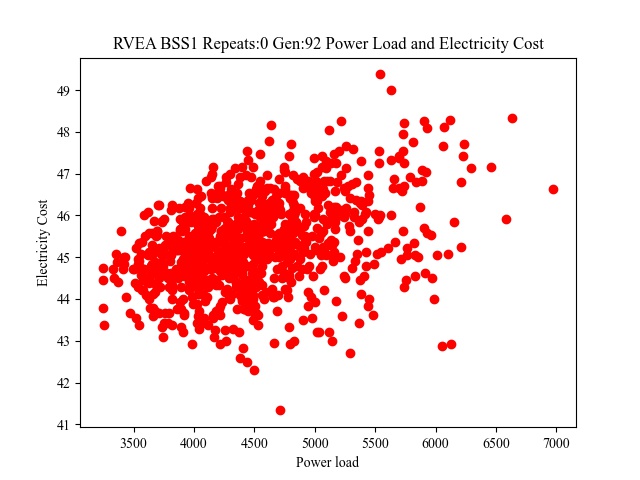 RVEA BSS1 Repeats:0 Gen:92 Power Load and Electricity Cost
Electricity Cost
49
48
47
46
45
44
43
42
41
3500 4000 4500 5000 5500 6000 6500 7000
Power load